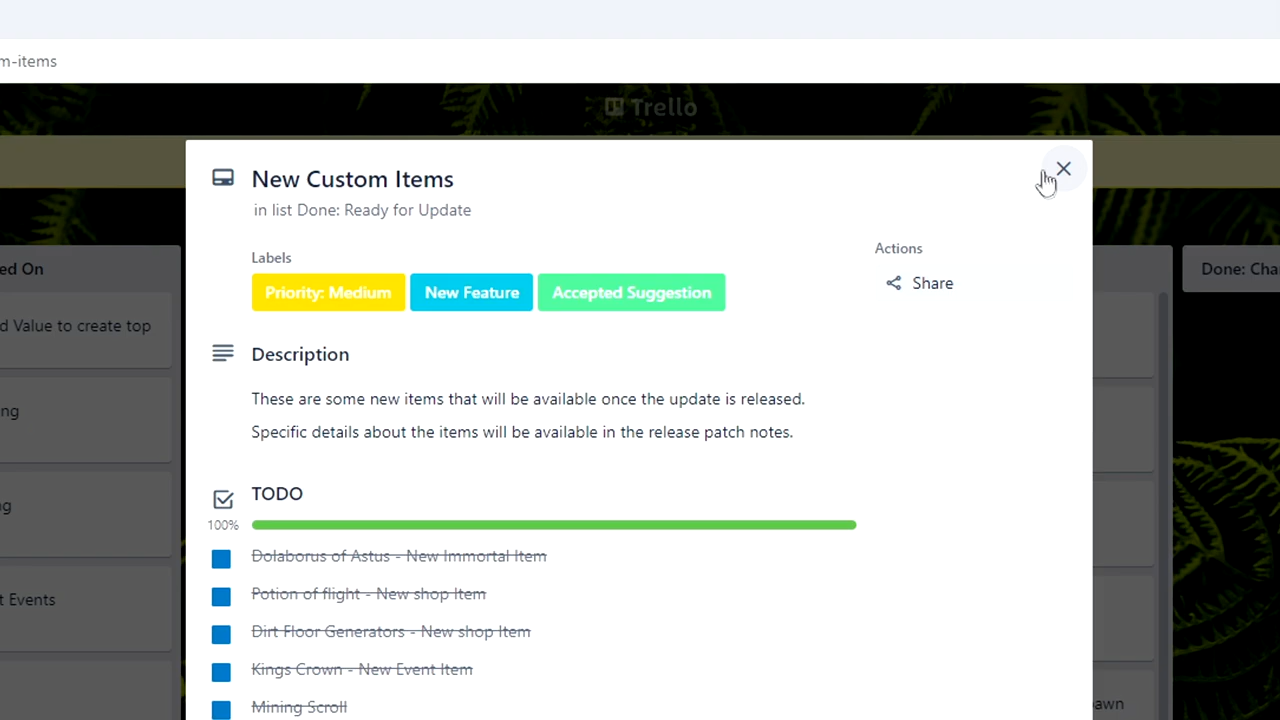 m-items
Trello
New Custom Items
in list Done: Ready for Update
Labels
Actions
Priority: Medium
New Feature
Accepted Suggestion
Share
Description
These are some new items that will be available once the update is released.
Specific details about the items will be available in the release patch notes.
TODO
100%
Dolaborus of Astus - New Immortal Item
Potion of flight - New shop Item
Dirt Floor Generators - New shop Item
Kings Crown - New Event Item
Mining Scroll
ed On
d Value to create top
ng
g
t Events
Done: Cha
awn